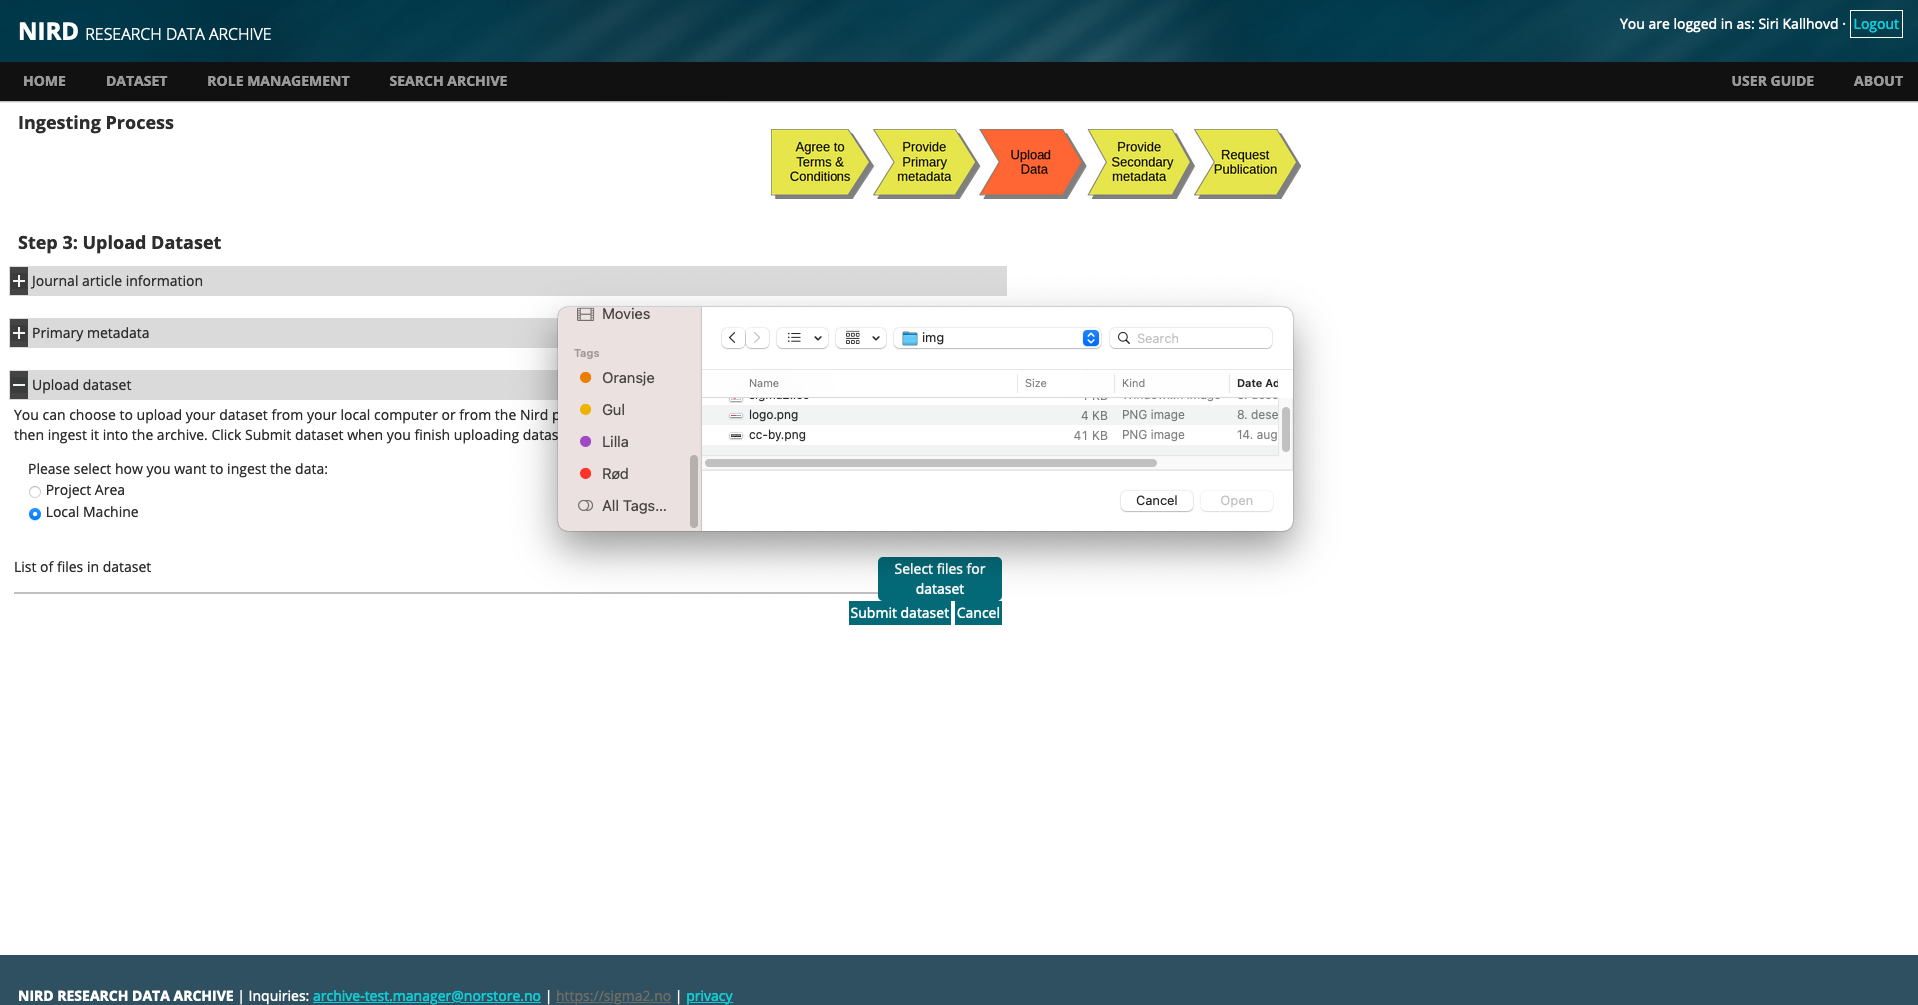 NIRD RESEARCH DATA ARCHIVE
You are logged in as: Siri Kallhovd · Logout
HOME DATASET ROLE MANAGEMENT SEARCH ARCHIVE USER GUIDE ABOUT
Ingesting Process
Agree to
Terms &
Conditions
Provide
Primary
metadata
Upload
Data
Provide
Secondary
metadata
Request
Publication
Step 3: Upload Dataset
Journal article information
Primary metadata
Upload dataset
You can choose to upload your dataset from your local computer or from the Nird
then ingest it into the archive. Click Submit dataset when you finish uploading
Please select how you want to ingest the data:
Project Area
Local Machine
Movies
Tags
Oransje
Gul
Lilla
Rød
All Tags...
img
Search
Name Size Kind Date
logo.png 4 KB PNG image 8.
cc-by.png 41 KB PNG image 14. aug
Cancel Open
List of files in dataset
Select files for
dataset
Submit dataset Cancel
NIRD RESEARCH DATA ARCHIVE | Inquiries: archive-test.manager@norstore.no | https://sigma2.no | privacy